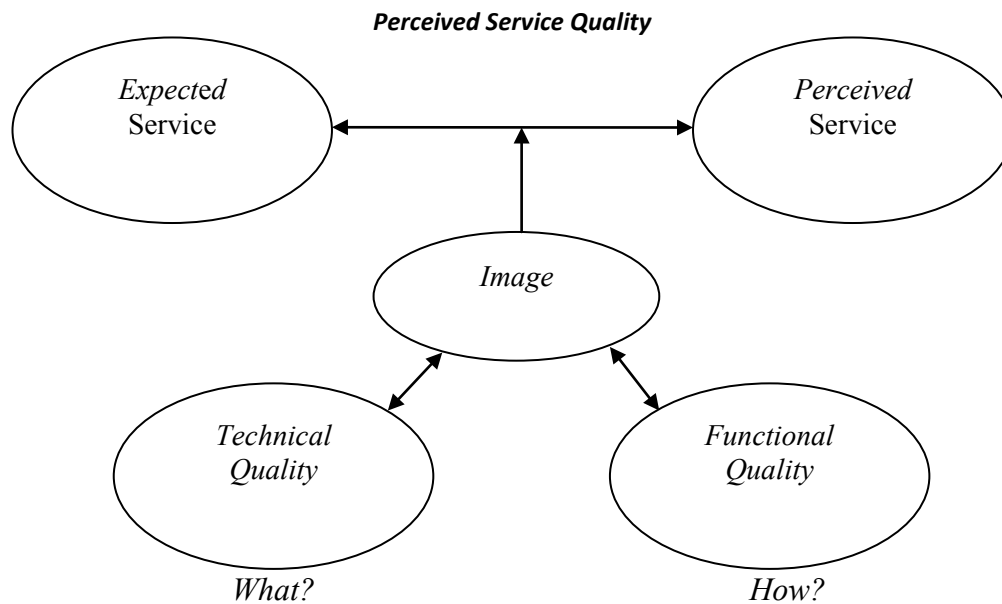 Perceived Service Quality
Expected
Service
Perceived
Service
Image
Technical
Quality
Functional
Quality
What?
How?